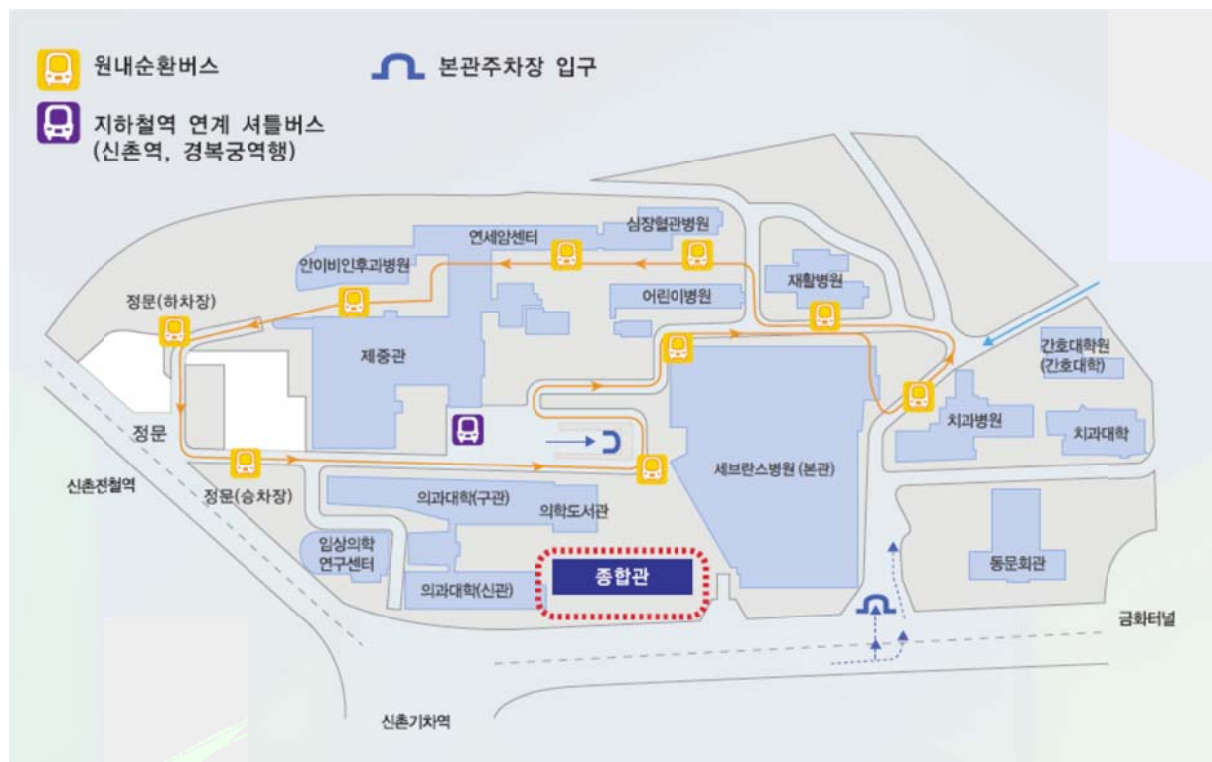 원내순환버스
본관주차장 입구
지하철역 연계 셔틀버스
(신촌역, 경복궁역행)
심장혈관병원
연세암센터
안이비인후과병원
재활병원
어린이병원
정문(하차장)
제중관
간호대학원
(간호대학)
치과병원
치과대학
정문
세브란스병원 (본관)
신촌전철역
정문(승차장)
의과대학(구관)
의학도서관
임상의학
연구센터
종합관
의과대학(신관)
동문회관
금화터널
신촌기차역